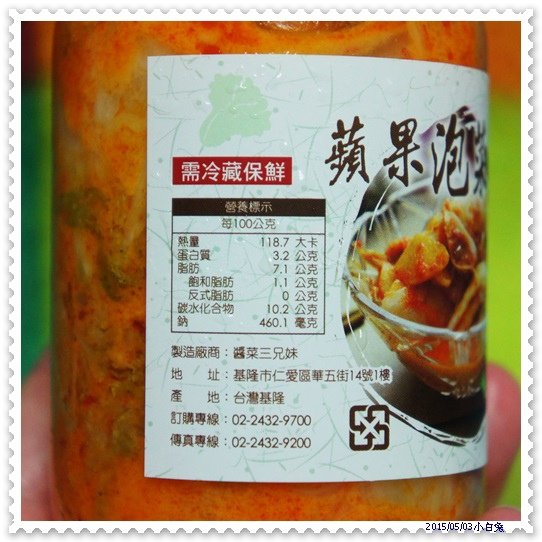 蘋果泡菜
需冷藏保鮮
營養標示
每100公克
熱量 118.7 大卡
蛋白質 3.2 公克
脂肪 7.1 公克
飽和脂肪 1.1 公克
反式脂肪 0 公克
碳水化合物 10.2 公克
鈉 460.1 毫克
製造廠商：醬菜三兄妹
地　　址：基隆市仁愛區華五街14號1樓
產　　地：台灣基隆
訂購專線：02-2432-9700
傳真專線：02-2432-9200
2015/05/03小白兔